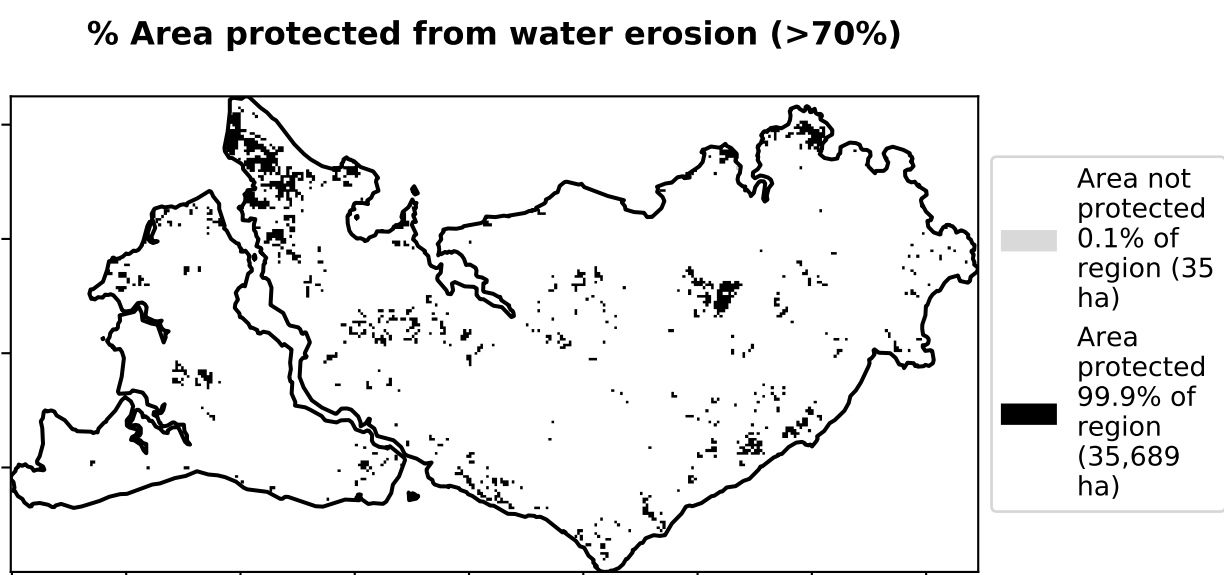 % Area protected from water erosion (>70%)
Area not
protected
0.1% of
region (35
ha)
Area
protected
99.9% of
region
(35,689
ha)